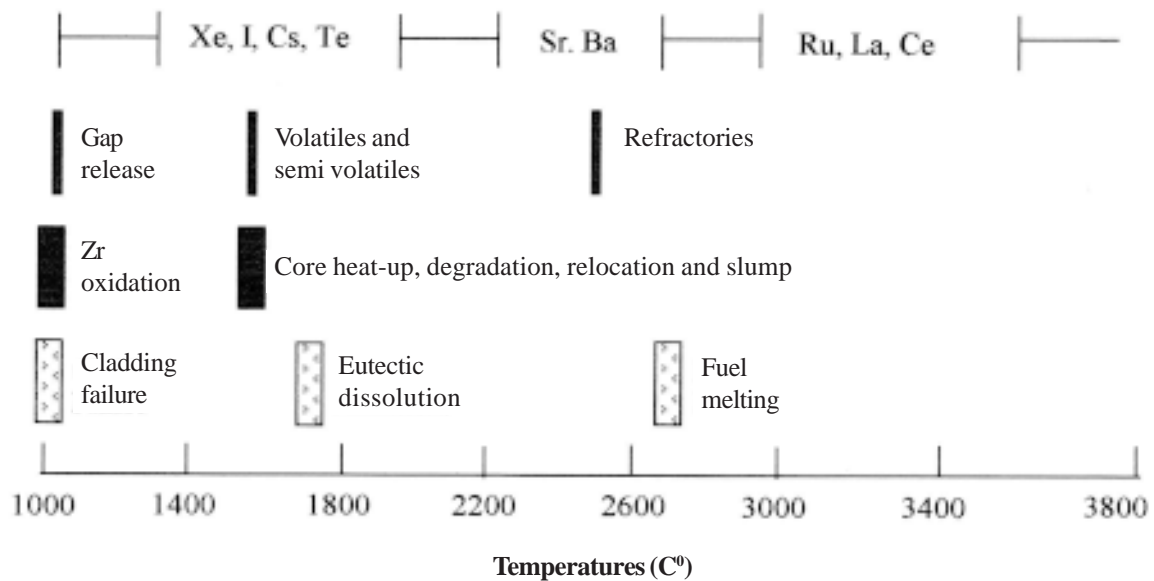 Xe, I, Cs, Te
Sr. Ba
Ru, La, Ce
Gap
release
Volatiles and
semi volatiles
Refractories
Zr
oxidation
Core heat-up, degradation, relocation and slump
Cladding
failure
Eutectic
dissolution
Fuel
melting
1000 1400 1800 2200 2600 3000 3400 3800
Temperatures (C⁰)